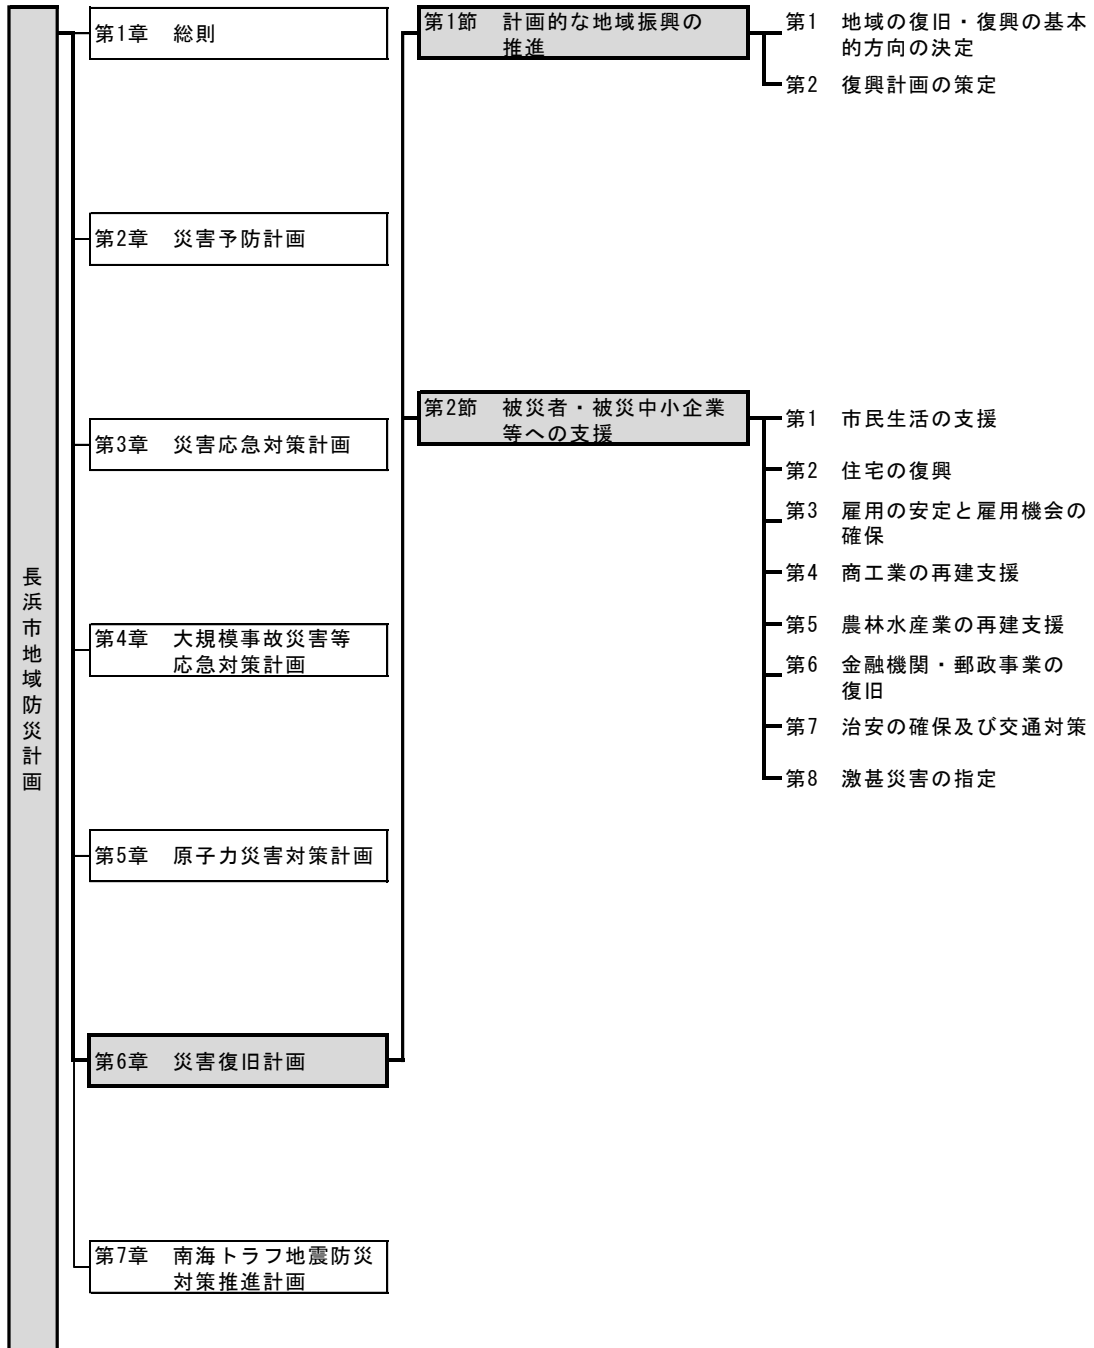 長浜市地域防災計画
第1章 総則
第2章 災害予防計画
第3章 災害応急対策計画
第4章 大規模事故災害等
応急対策計画
第5章 原子力災害対策計画
第6章 災害復旧計画
第7章 南海トラフ地震防災
対策推進計画
第1節 計画的な地域振興の
推進
第1 地域の復旧・復興の基本
的方向の決定
第2 復興計画の策定
第2節 被災者・被災中小企業
等への支援
第1 市民生活の支援
第2 住宅の復興
第3 雇用の安定と雇用機会の
確保
第4 商工業の再建支援
第5 農林水産業の再建支援
第6 金融機関・郵政事業の
復旧
第7 治安の確保及び交通対策
第8 激甚災害の指定